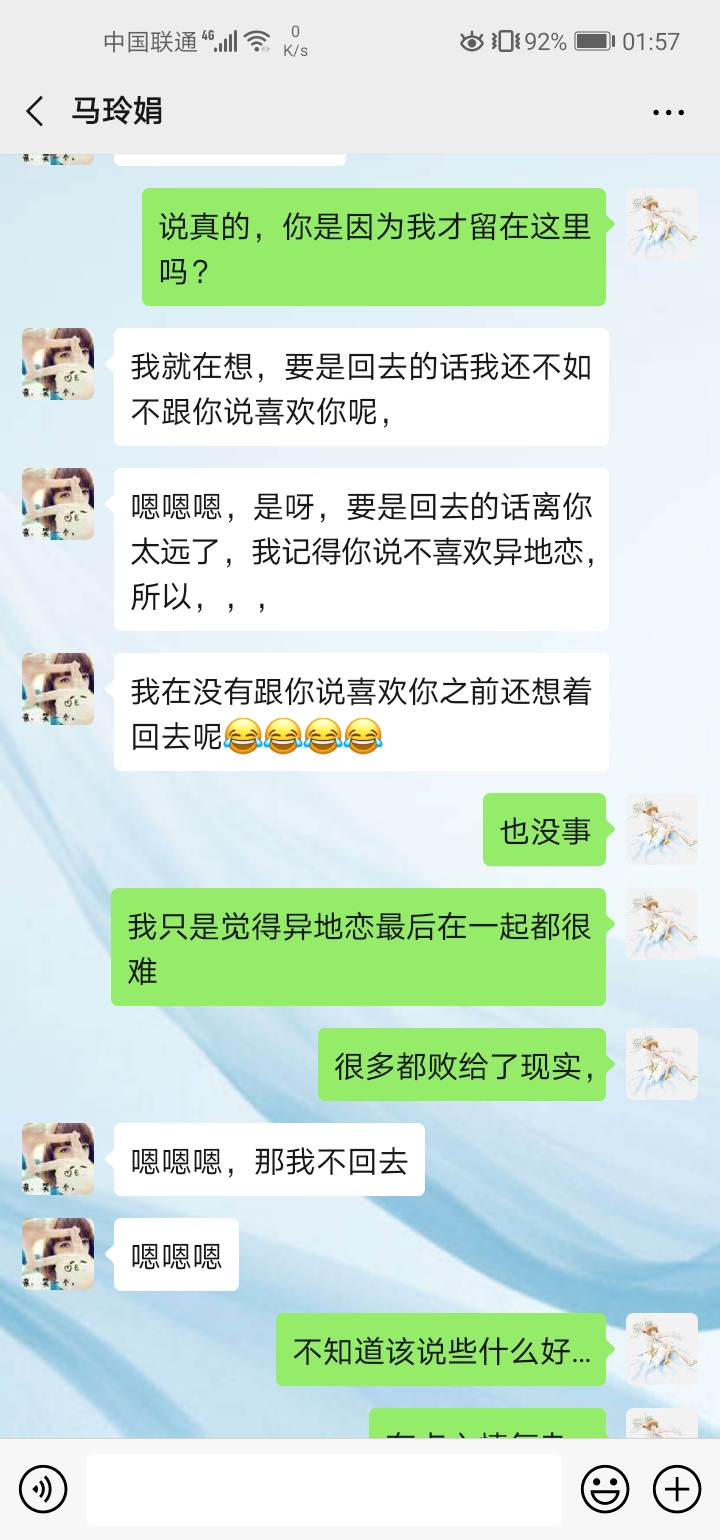 中国联通 4G 0 K/s 92% 01:57
马玲娟
说真的，你是因为我才留在这里
吗？
我就在想，要是回去的话我还不如
不跟你说喜欢你呢，
嗯嗯嗯，是呀，要是回去的话离你
太远了，我记得你说不喜欢异地恋，
所以，，，
我在没有跟你说喜欢你之前还想着
回去呢😂😂😂😂
也没事
我只是觉得异地恋最后在一起都很
难
很多都败给了现实，
嗯嗯嗯，那我不回去
嗯嗯嗯
不知道该说些什么好...